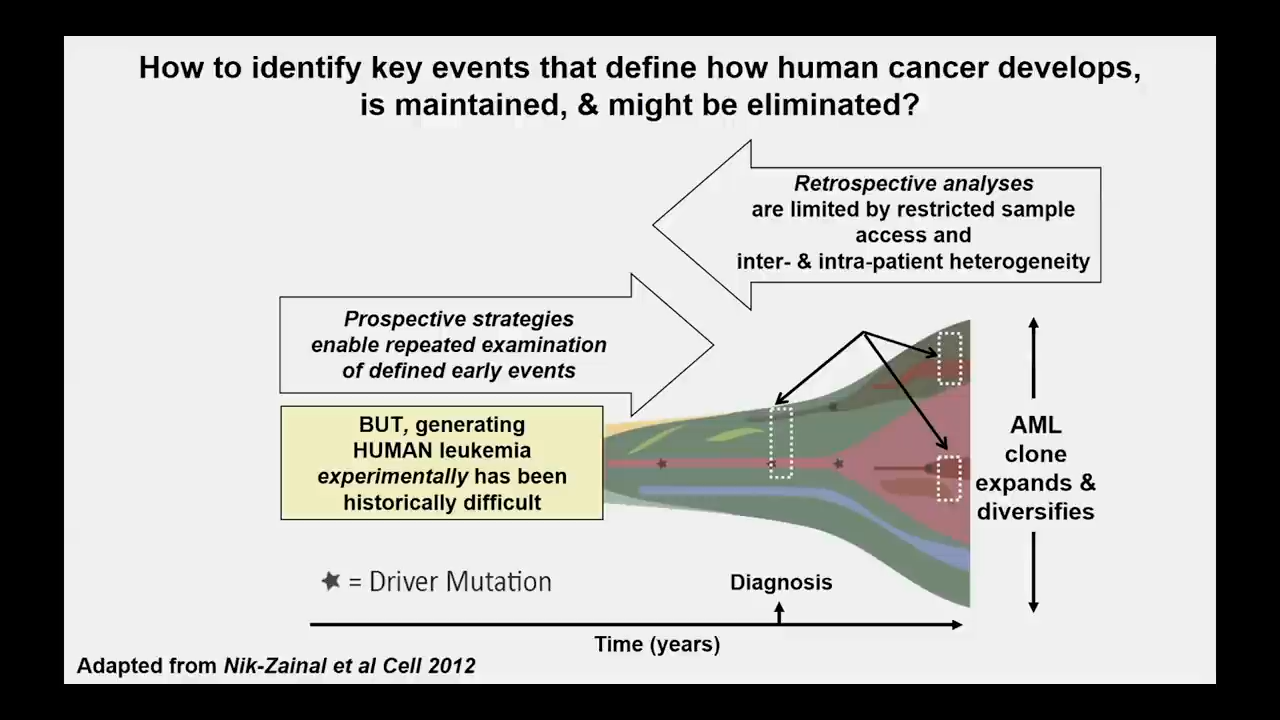 How to identify key events that define how human cancer develops,
is maintained, & might be eliminated?
Retrospective analyses
are limited by restricted sample
access and
inter- & intra-patient heterogeneity
Prospective strategies
enable repeated examination
of defined early events
BUT, generating
HUMAN leukemia
experimentally has been
historically difficult
AML
clone
expands &
diversifies
★ = Driver Mutation
Diagnosis
Time (years)
Adapted from Nik-Zainal et al Cell 2012